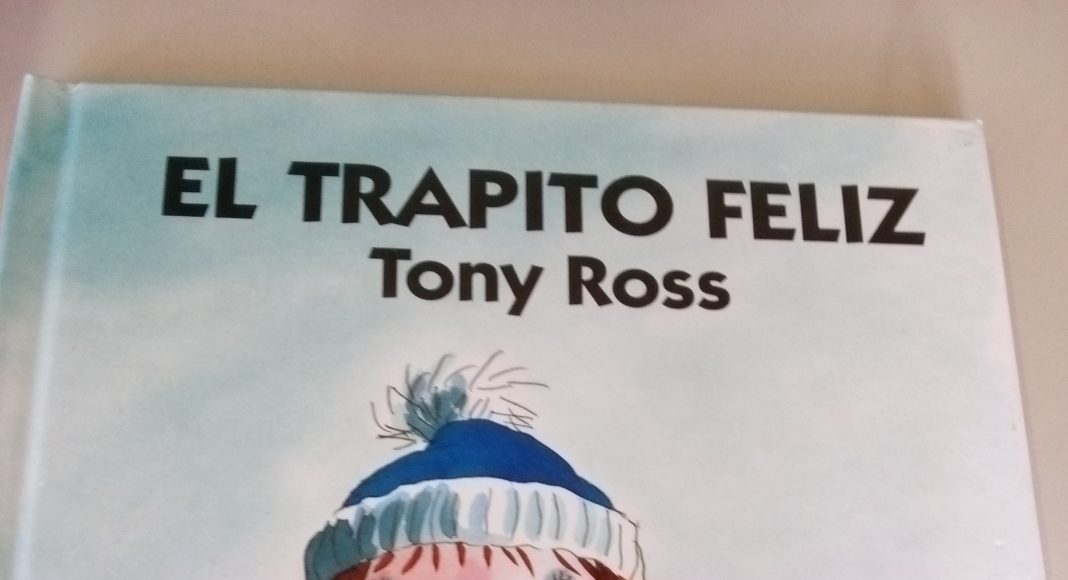 EL TRAPITO FELIZ
Tony Ross